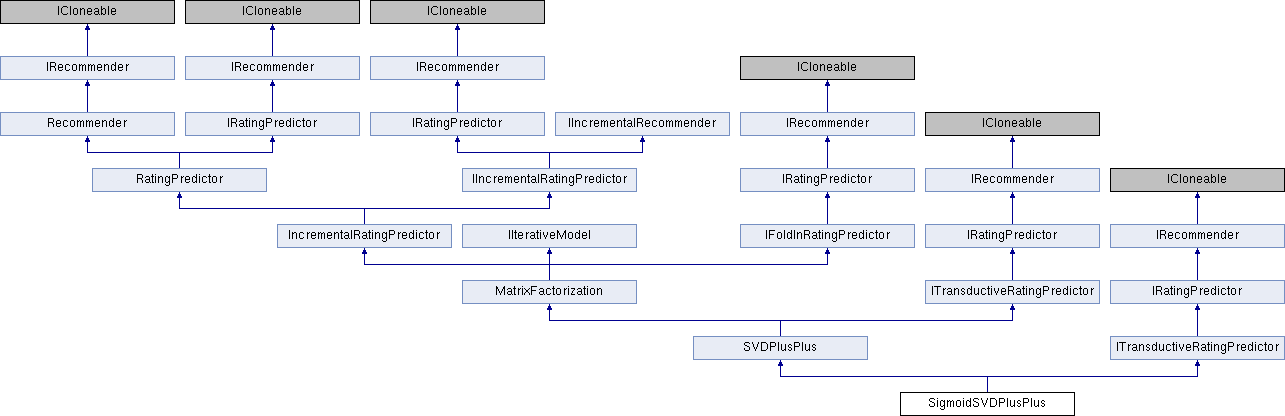 ICloneable ICloneable ICloneable
IRecommender IRecommender IRecommender ICloneable
Recommender IRatingPredictor IRatingPredictor IIncrementalRecommender IRecommender ICloneable
RatingPredictor IIncrementalRatingPredictor IRatingPredictor IRecommender ICloneable
IncrementalRatingPredictor IIterativeModel IFoldInRatingPredictor IRatingPredictor IRecommender
MatrixFactorization ITransductiveRatingPredictor IRatingPredictor
SVDPlusPlus ITransductiveRatingPredictor
SigmoidSVDPlusPlus